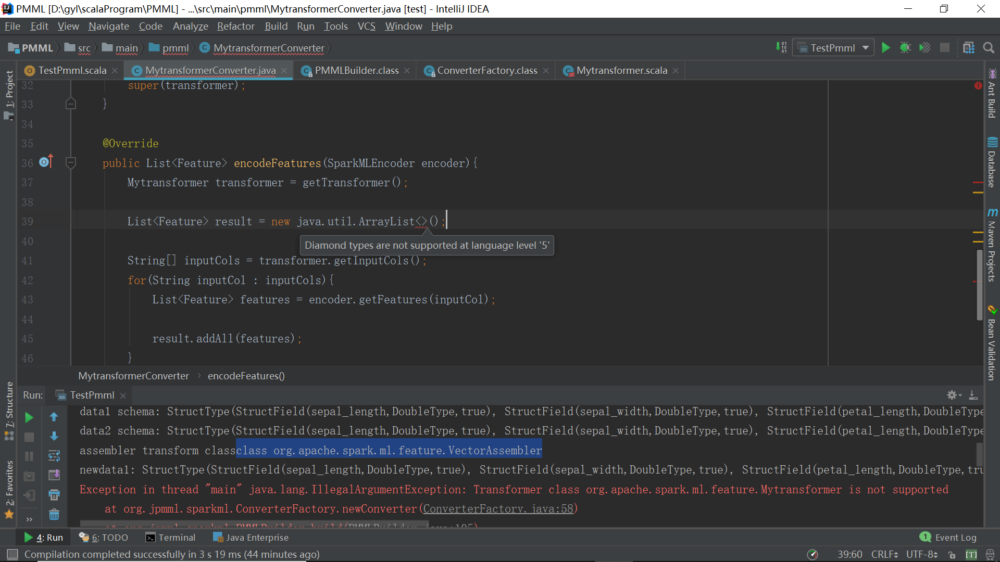 PMML [D:\gyl\scalaProgram\PMML] - ...\src\main\pmml\MytransformerConverter.java [test] - IntelliJ IDEA
File Edit View Navigate Code Analyze Refactor Build Run Tools VCS Window Help
PMML src main pmml MytransformerConverter
TestPmml
TestPmml.scala MytransformerConverter.java PMMLBuilder.class ConverterFactory.class Mytransformer.scala
32 super(transformer);
33 }
34
35 @Override
36 public List<Feature> encodeFeatures(SparkMLEncoder encoder){
37 Mytransformer transformer = getTransformer();
38
39 List<Feature> result = new java.util.ArrayList<>();
40
Diamond types are not supported at language level '5'
41 String[] inputCols = transformer.getInputCols();
42 for(String inputCol : inputCols){
43 List<Feature> features = encoder.getFeatures(inputCol);
44
45 result.addAll(features);
46 }
MytransformerConverter › encodeFeatures()
Run: TestPmml
data1 schema: StructType(StructField(sepal_length,DoubleType,true), StructField(sepal_width,DoubleType,true), StructField(petal_length,DoubleType
data2 schema: StructType(StructField(sepal_length,DoubleType,true), StructField(sepal_width,DoubleType,true), StructField(petal_length,DoubleType
assembler transform classclass org.apache.spark.ml.feature.VectorAssembler
newdata1: StructType(StructField(sepal_length,DoubleType,true), StructField(sepal_width,DoubleType,true), StructField(petal_length,DoubleType,tru
Exception in thread "main" java.lang.IllegalArgumentException: Transformer class org.apache.spark.ml.feature.Mytransformer is not supported
at org.jpmml.sparkml.ConverterFactory.newConverter(ConverterFactory.java:58)
at org.jpmml.sparkml.PMMLBuilder.build(PMMLBuilder.java:105)
1: Project
7: Structure
2: Favorites
Ant Build
Database
m Maven Projects
Bean Validation
4: Run 6: TODO Terminal Java Enterprise
1 Event Log
Compilation completed successfully in 3 s 19 ms (44 minutes ago)
39:60 CRLF UTF-8 [T]